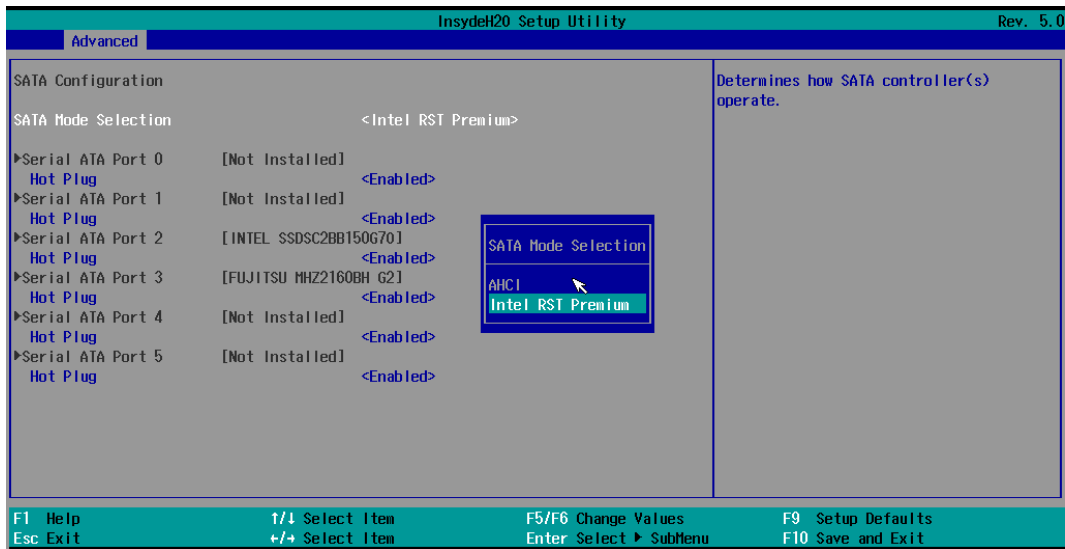 InsydeH20 Setup Utility Rev. 5.0
Advanced
SATA Configuration
SATA Mode Selection <Intel RST Premium>
▶Serial ATA Port 0 [Not Installed]
Hot Plug <Enabled>
▶Serial ATA Port 1 [Not Installed]
Hot Plug <Enabled>
▶Serial ATA Port 2 [INTEL SSDSC2BB150G70]
Hot Plug <Enabled>
▶Serial ATA Port 3 [FUJITSU MHZ2160BH G2]
Hot Plug <Enabled>
▶Serial ATA Port 4 [Not Installed]
Hot Plug <Enabled>
▶Serial ATA Port 5 [Not Installed]
Hot Plug <Enabled>
SATA Mode Selection
AHCI
Intel RST Premium
Determines how SATA controller(s)
operate.
F1 Help ↑/↓ Select Item F5/F6 Change Values F9 Setup Defaults
Esc Exit ←/→ Select Item Enter Select ▶ SubMenu F10 Save and Exit